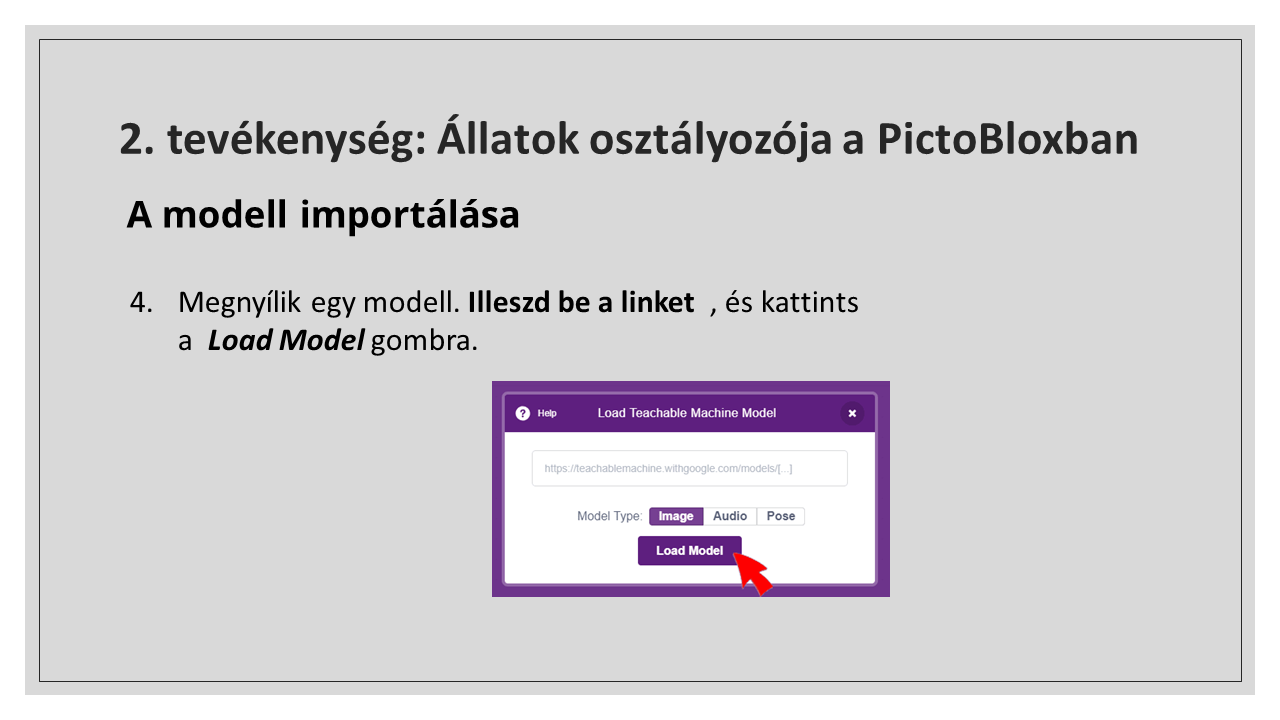 2. tevékenység: Állatok osztályozója a PictoBloxban
A modell importálása
4. Megnyílik egy modell. Illeszd be a linket , és kattints
a Load Model gombra.
? Help Load Teachable Machine Model ×
https://teachablemachine.withgoogle.com/models/[...]
Model Type: Image Audio Pose
Load Model